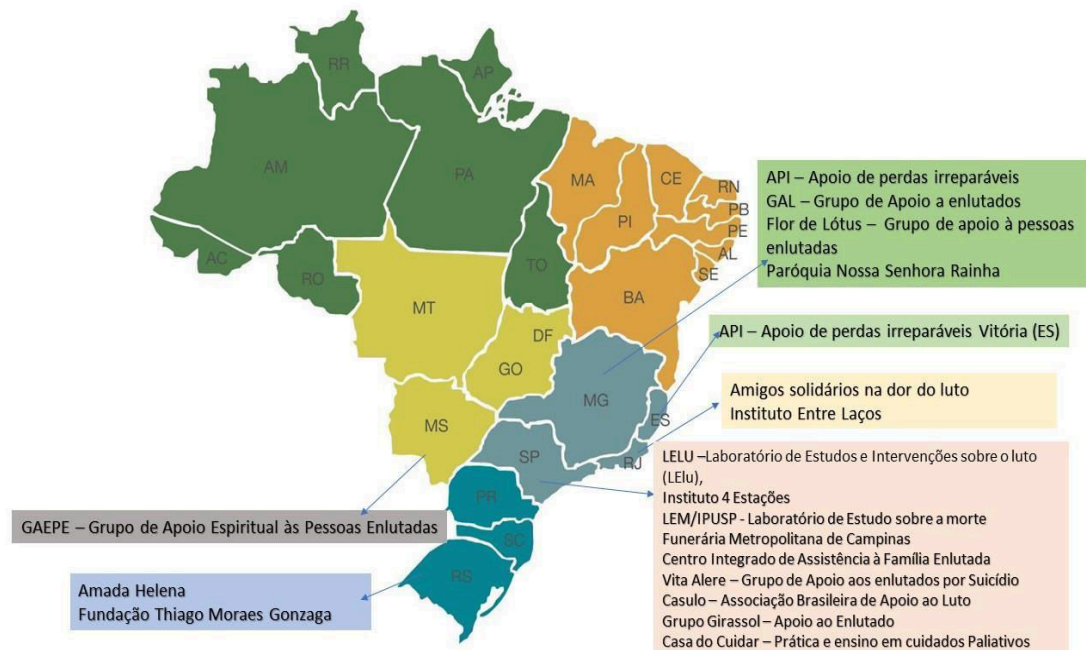 RR
AP
AM
PA
MA
CE
RN
PB
PE
AL
SE
PI
AC
RO
TO
BA
MT
DF
GO
MG
ES
MS
SP
RJ
PR
SC
RS
API – Apoio de perdas irreparáveis
GAL – Grupo de Apoio a enlutados
Flor de Lótus – Grupo de apoio à pessoas
enlutadas
Paróquia Nossa Senhora Rainha
API – Apoio de perdas irreparáveis Vitória (ES)
Amigos solidários na dor do luto
Instituto Entre Laços
LELU –Laboratório de Estudos e Intervenções sobre o luto
(LElu),
Instituto 4 Estações
LEM/IPUSP - Laboratório de Estudo sobre a morte
Funerária Metropolitana de Campinas
Centro Integrado de Assistência à Família Enlutada
Vita Alere – Grupo de Apoio aos enlutados por Suicídio
Casulo – Associação Brasileira de Apoio ao Luto
Grupo Girassol – Apoio ao Enlutado
Casa do Cuidar – Prática e ensino em cuidados Paliativos
GAEPE – Grupo de Apoio Espiritual às Pessoas Enlutadas
Amada Helena
Fundação Thiago Moraes Gonzaga